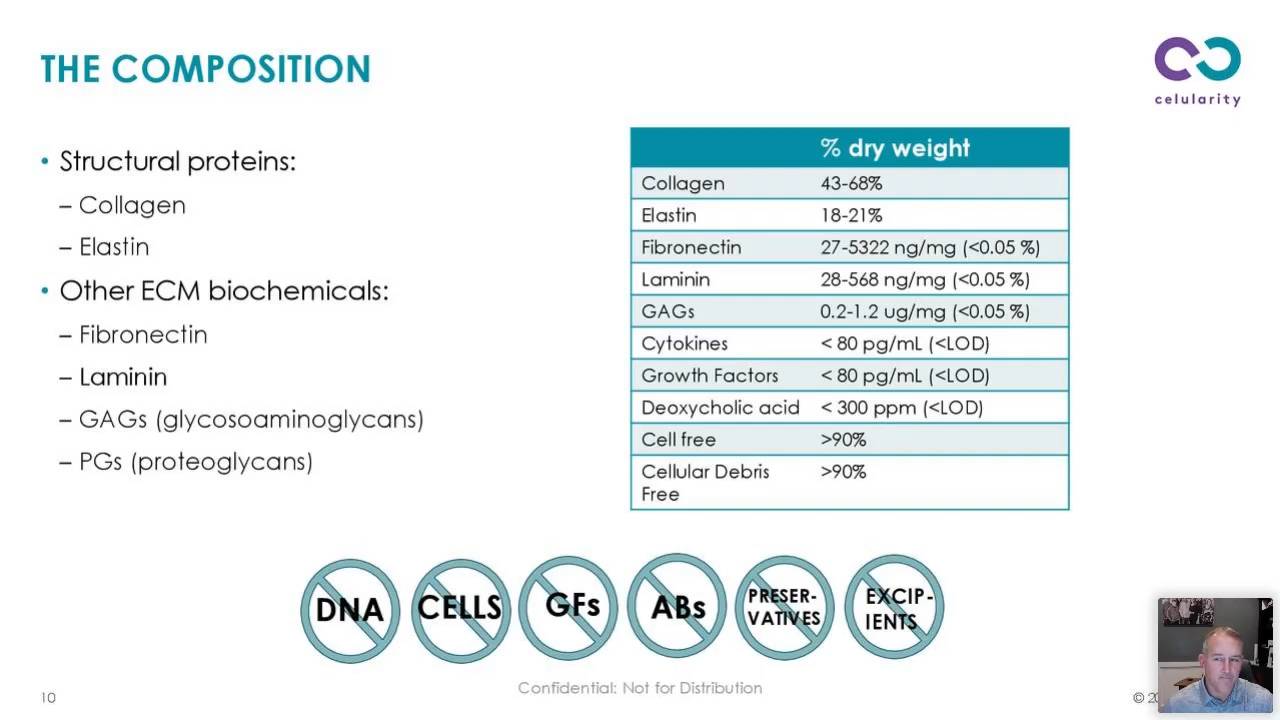 THE COMPOSITION
celularity
• Structural proteins:
– Collagen
– Elastin
• Other ECM biochemicals:
– Fibronectin
– Laminin
– GAGs (glycosoaminoglycans)
– PGs (proteoglycans)
% dry weight
Collagen 43-68%
Elastin 18-21%
Fibronectin 27-5322 ng/mg (<0.05 %)
Laminin 28-568 ng/mg (<0.05 %)
GAGs 0.2-1.2 ug/mg (<0.05 %)
Cytokines < 80 pg/mL (<LOD)
Growth Factors < 80 pg/mL (<LOD)
Deoxycholic acid < 300 ppm (<LOD)
Cell free >90%
Cellular Debris >90%
Free
DNA
CELLS
GFs
ABs
PRESER-
VATIVES
EXCIP-
IENTS
10
Confidential: Not for Distribution
©